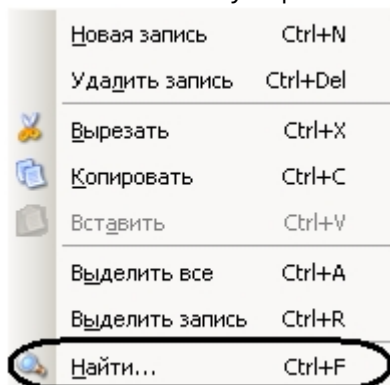 Новая запись Ctrl+N
Удалить запись Ctrl+Del
Вырезать Ctrl+X
Копировать Ctrl+C
Вставить Ctrl+V
Выделить все Ctrl+A
Выделить запись Ctrl+R
Найти... Ctrl+F